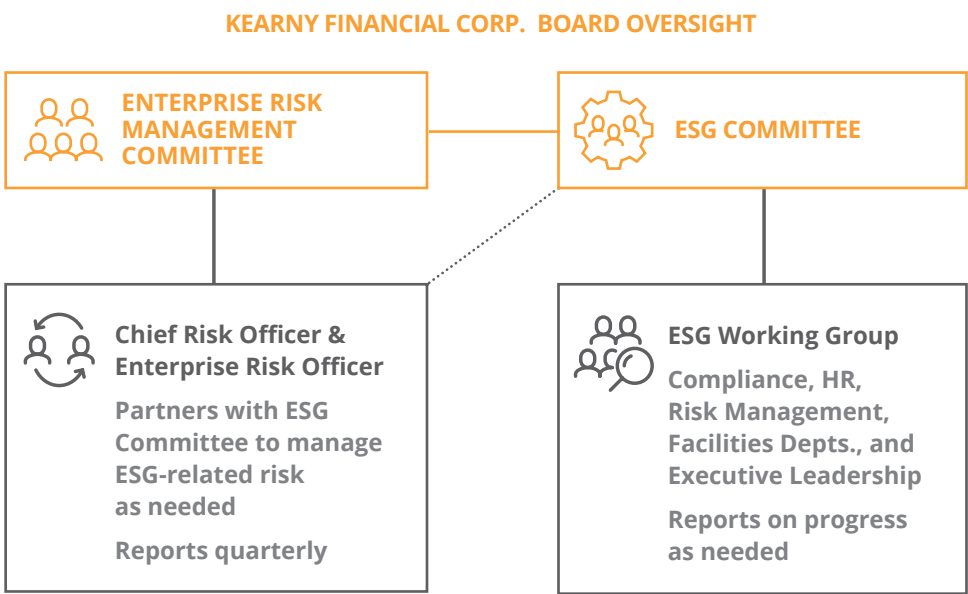 KEARNY FINANCIAL CORP. BOARD OVERSIGHT
ENTERPRISE RISK
MANAGEMENT
COMMITTEE
ESG COMMITTEE
Chief Risk Officer &
Enterprise Risk Officer
Partners with ESG
Committee to manage
ESG-related risk
as needed
Reports quarterly
ESG Working Group
Compliance, HR,
Risk Management,
Facilities Depts., and
Executive Leadership
Reports on progress
as needed